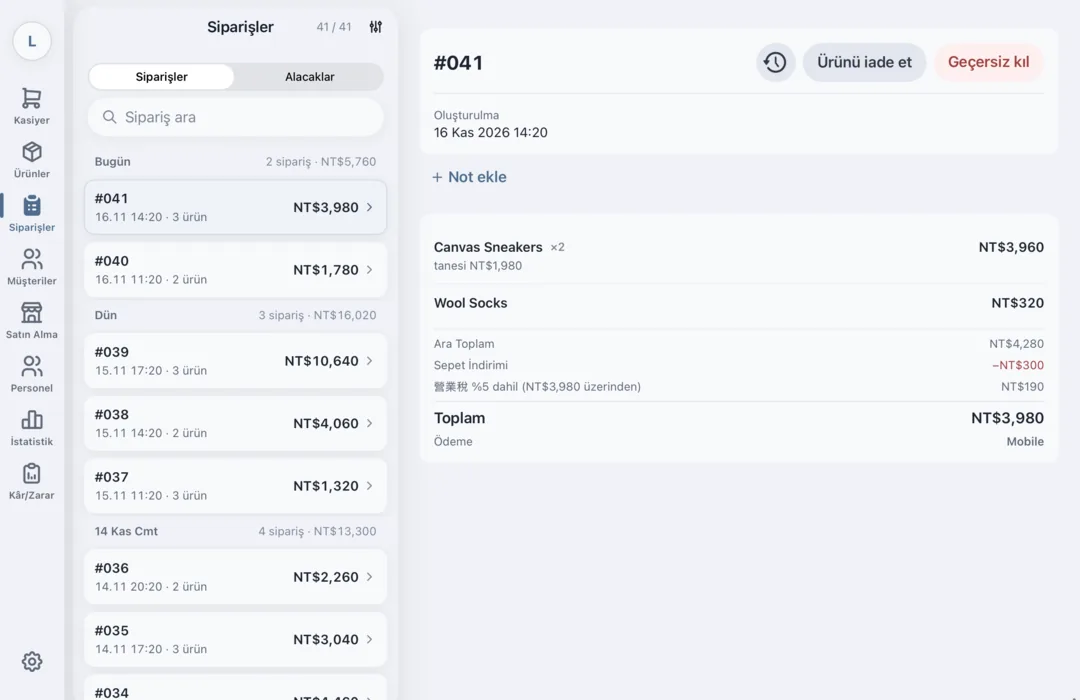 L
Kasiyer
Ürünler
Siparişler
Müşteriler
Satın Alma
Personel
İstatistik
Kâr/Zarar
Siparişler
41 / 41
Siparişler
Alacaklar
Sipariş ara
Bugün
2 sipariş · NT$5,760
#041
16.11 14:20 · 3 ürün
NT$3,980
#040
16.11 11:20 · 2 ürün
NT$1,780
Dün
3 sipariş · NT$16,020
#039
15.11 17:20 · 3 ürün
NT$10,640
#038
15.11 14:20 · 2 ürün
NT$4,060
#037
15.11 11:20 · 3 ürün
NT$1,320
14 Kas Cmt
4 sipariş · NT$13,300
#036
14.11 20:20 · 2 ürün
NT$2,260
#035
14.11 17:20 · 3 ürün
NT$3,040
#034
#041
Ürünü iade et
Geçersiz kıl
Oluşturulma
16 Kas 2026 14:20
+ Not ekle
Canvas Sneakers ×2
NT$3,960
tanesi NT$1,980
Wool Socks
NT$320
Ara Toplam
NT$4,280
Sepet İndirimi
−NT$300
營業稅 %5 dahil (NT$3,980 üzerinden)
NT$190
Toplam
NT$3,980
Ödeme
Mobile